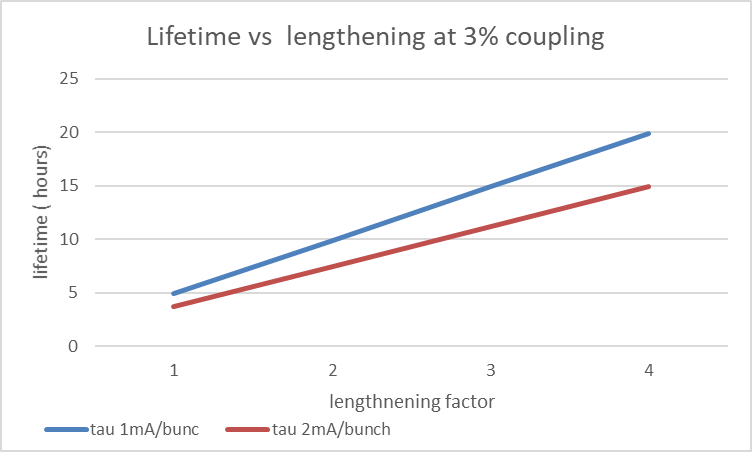 Lifetime vs  lengthening at 3% coupling
25
20
15
10
5
0
lifetime ( hours)
1 2 3 4
lengthnening factor
tau 1mA/bunc tau 2mA/bunch